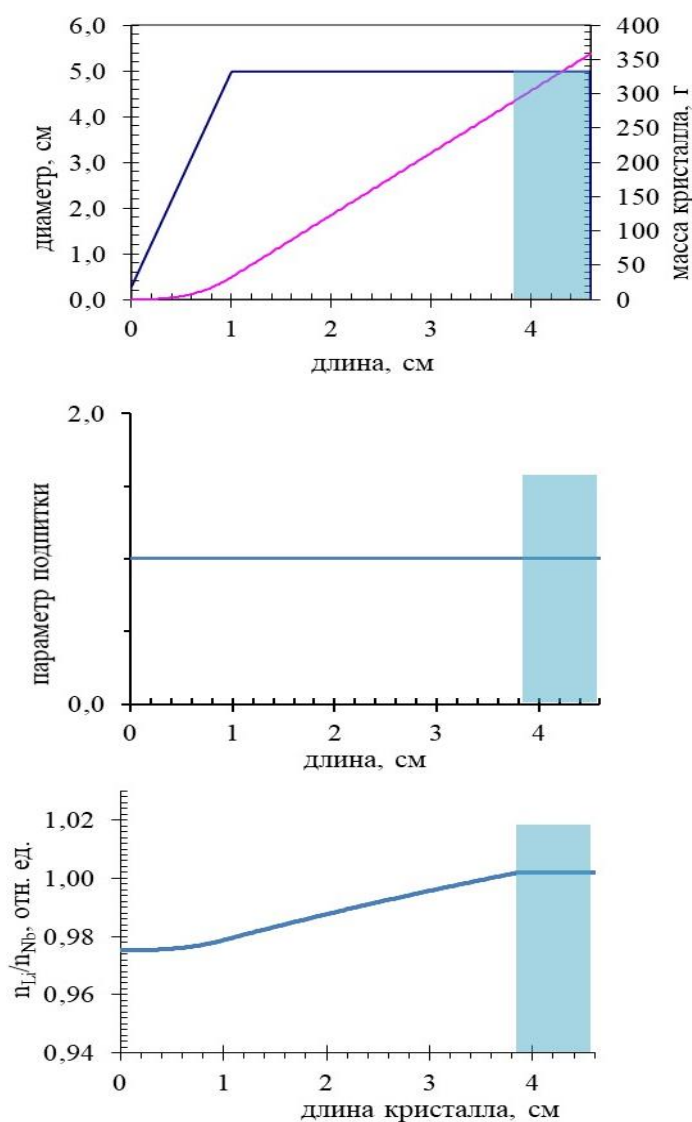 6,0
5,0
4,0
3,0
2,0
1,0
0,0
диаметр, см
400
350
300
250
200
150
100
50
0
масса кристалла, г
0 1 2 3 4
длина, см
2,0
0,0
параметр подпитки
0 1 2 3 4
длина, см
1,02
1,00
0,98
0,96
0,94
nLi/nNb, отн. ед.
0 1 2 3 4
длина кристалла, см